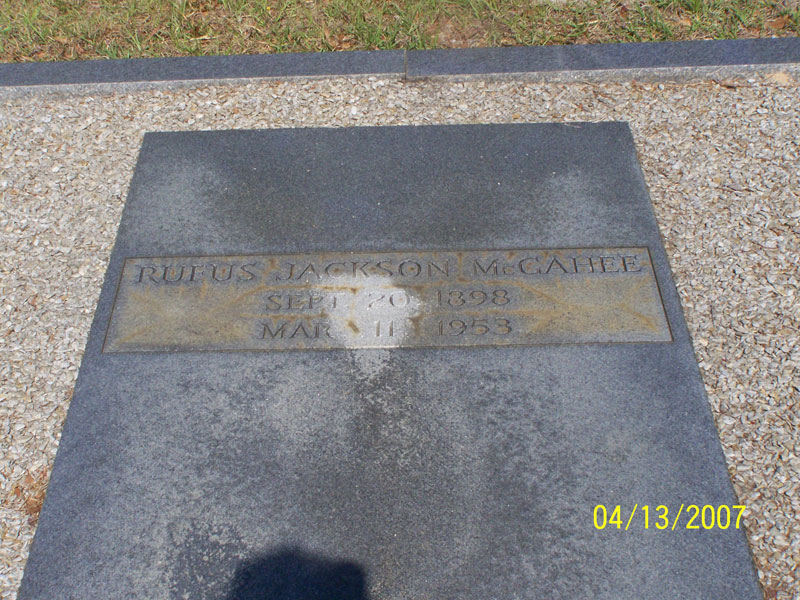 RUFUS JACKSON McGAHEE
SEPT. 20, 1898
MAR. 11, 1953
04/13/2007